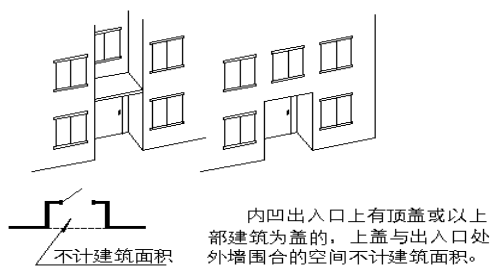 不计建筑面积
内凹出入口上有顶盖或以上
部建筑为盖的，上盖与出入口处
外墙围合的空间不计建筑面积。